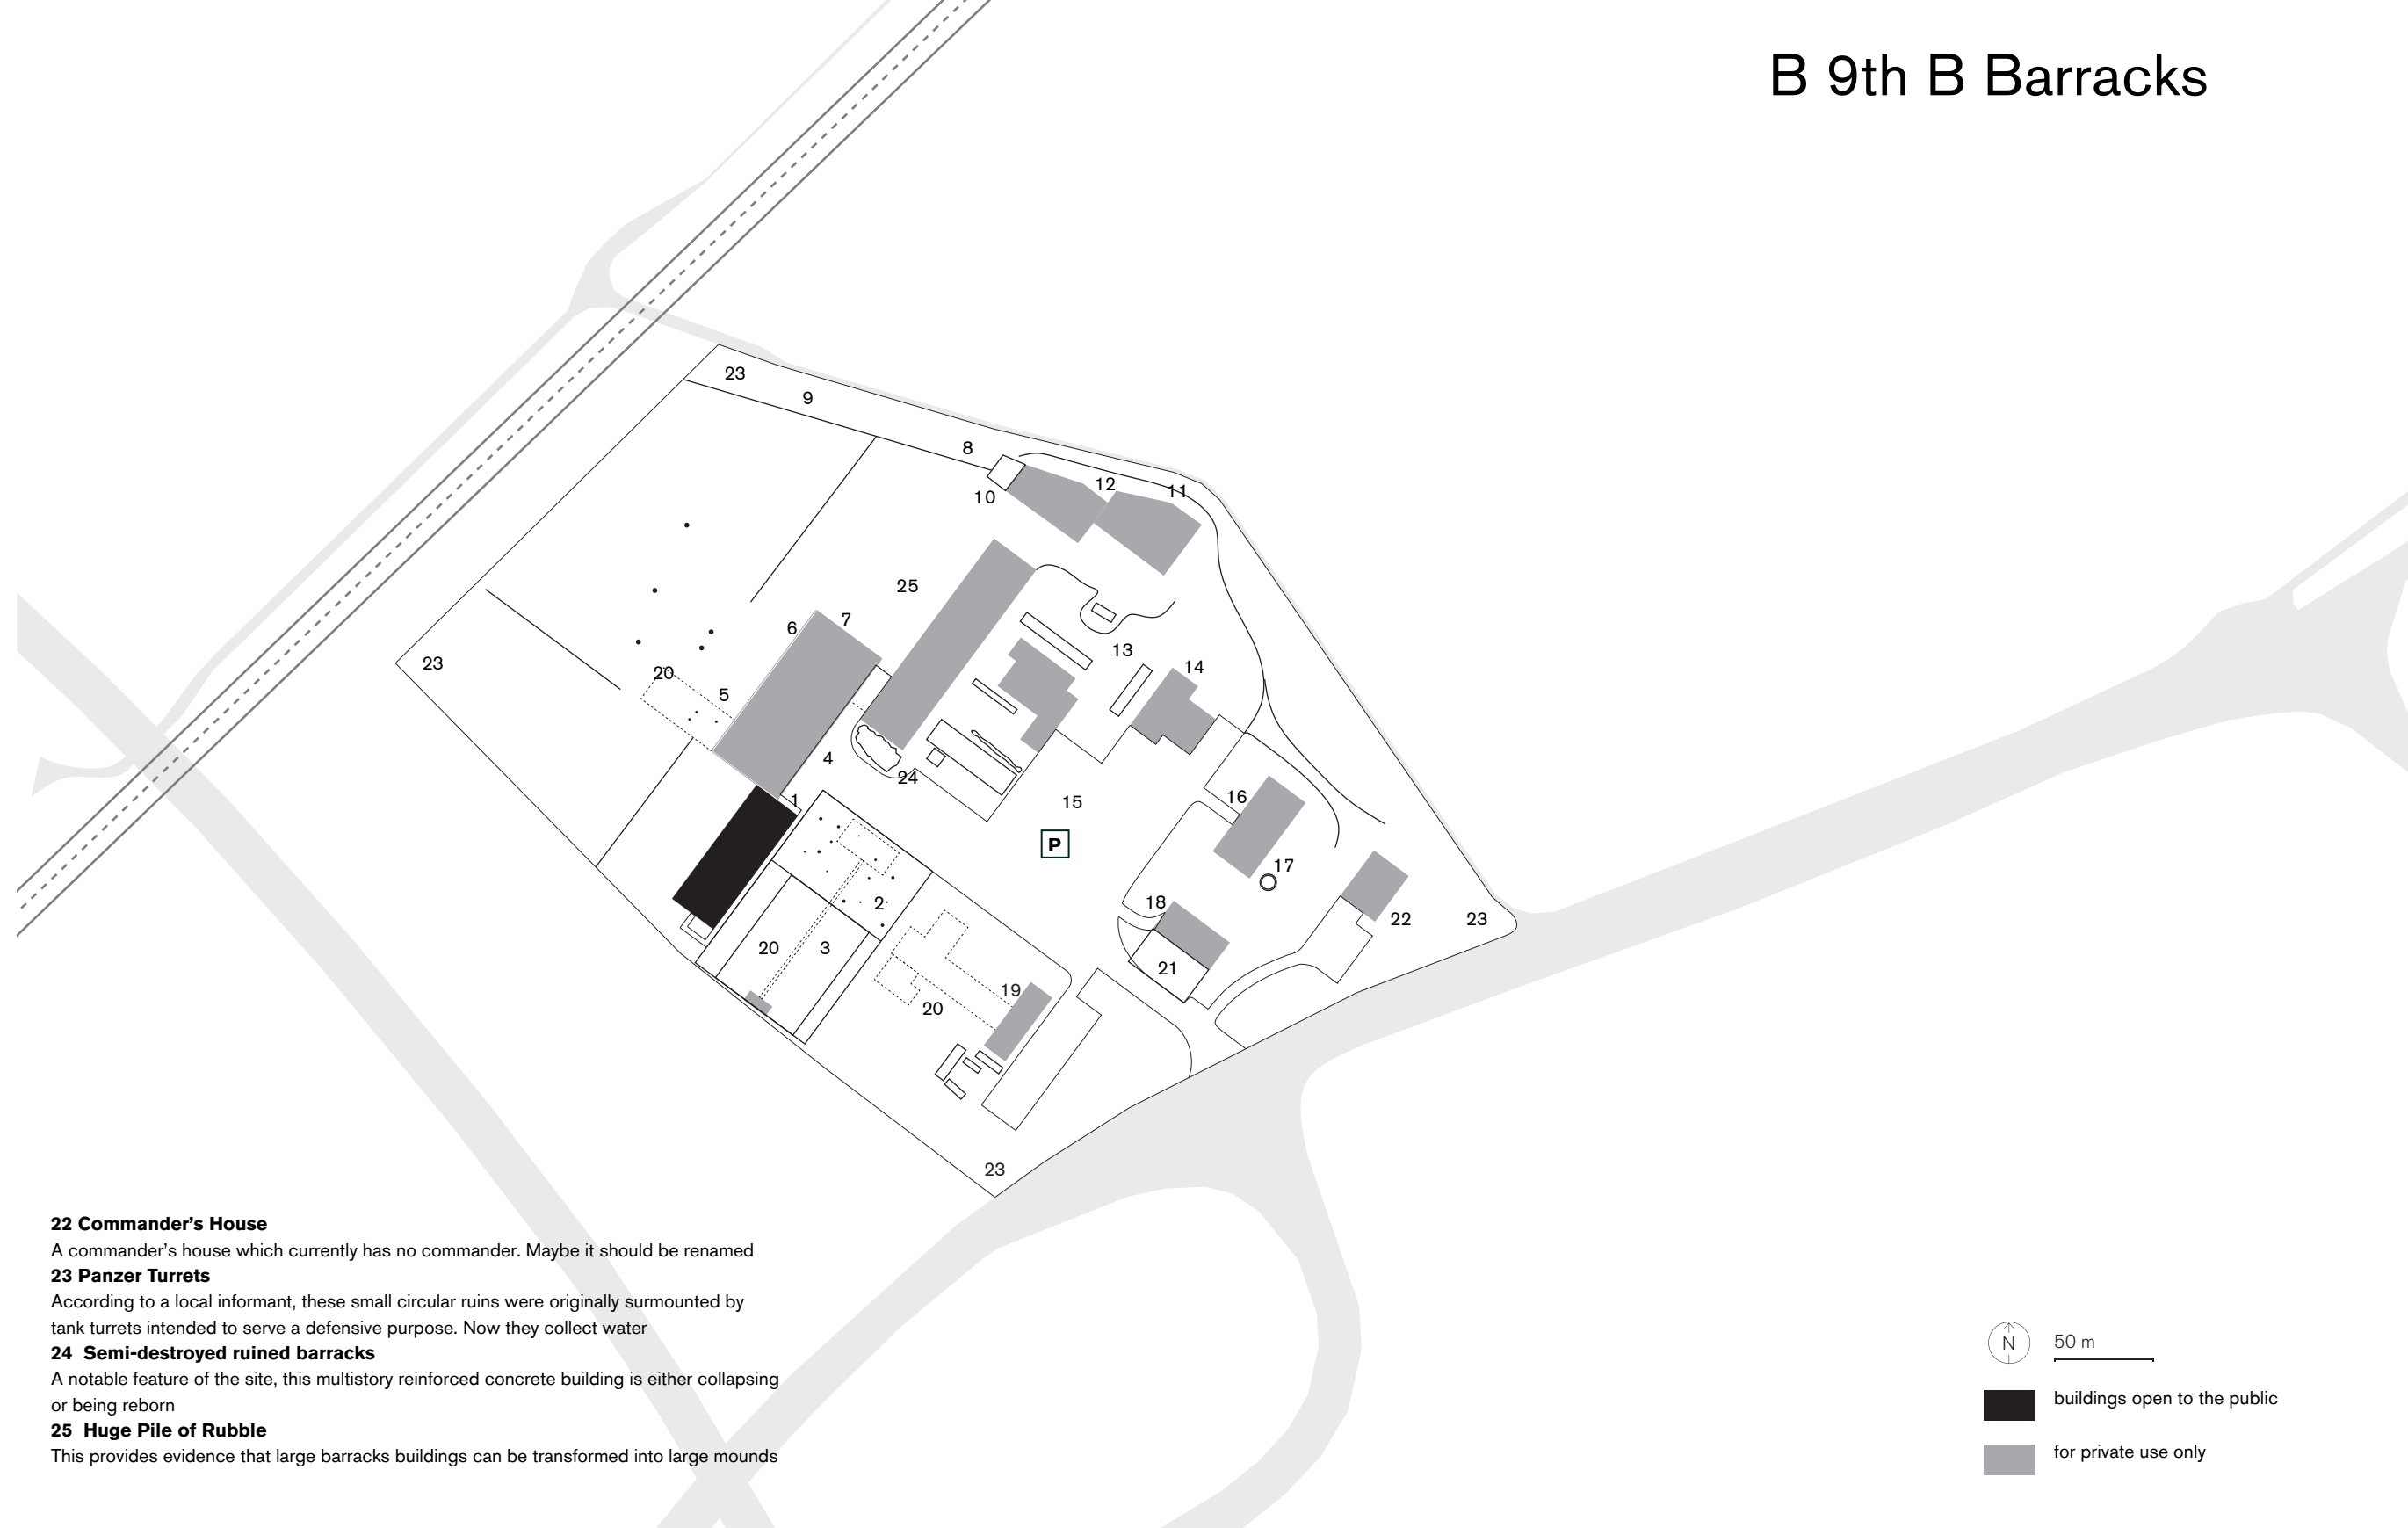 B 9th B Barracks
23
9
8
10
12
11
25
7
6
13
14
23
20
5
4
24
1
15
P
16
17
2
18
22
23
20
3
21
19
20
23
22 Commander’s House
A commander’s house which currently has no commander. Maybe it should be renamed
23 Panzer Turrets
According to a local informant, these small circular ruins were originally surmounted by
tank turrets intended to serve a defensive purpose. Now they collect water
24 Semi-destroyed ruined barracks
A notable feature of the site, this multistory reinforced concrete building is either collapsing
or being reborn
25 Huge Pile of Rubble
This provides evidence that large barracks buildings can be transformed into large mounds
N
50 m
buildings open to the public
for private use only